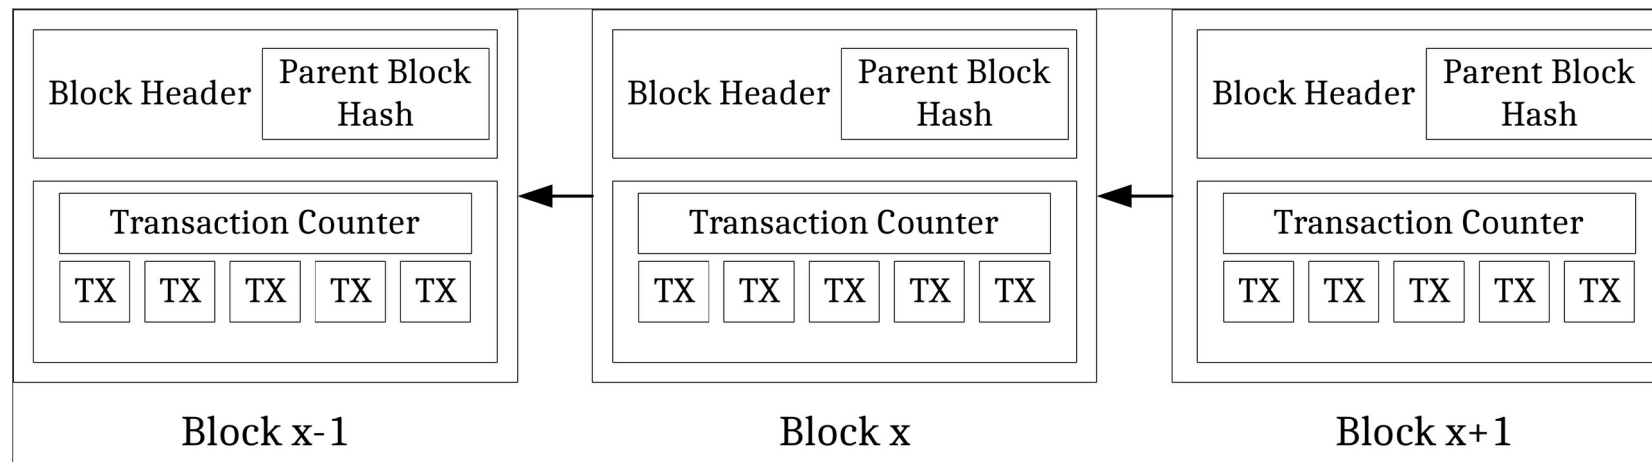 Block Header
Parent Block
Hash
Transaction Counter
TX TX TX TX TX
Block x-1
Block Header
Parent Block
Hash
Transaction Counter
TX TX TX TX TX
Block x
Block Header
Parent Block
Hash
Transaction Counter
TX TX TX TX TX
Block x+1